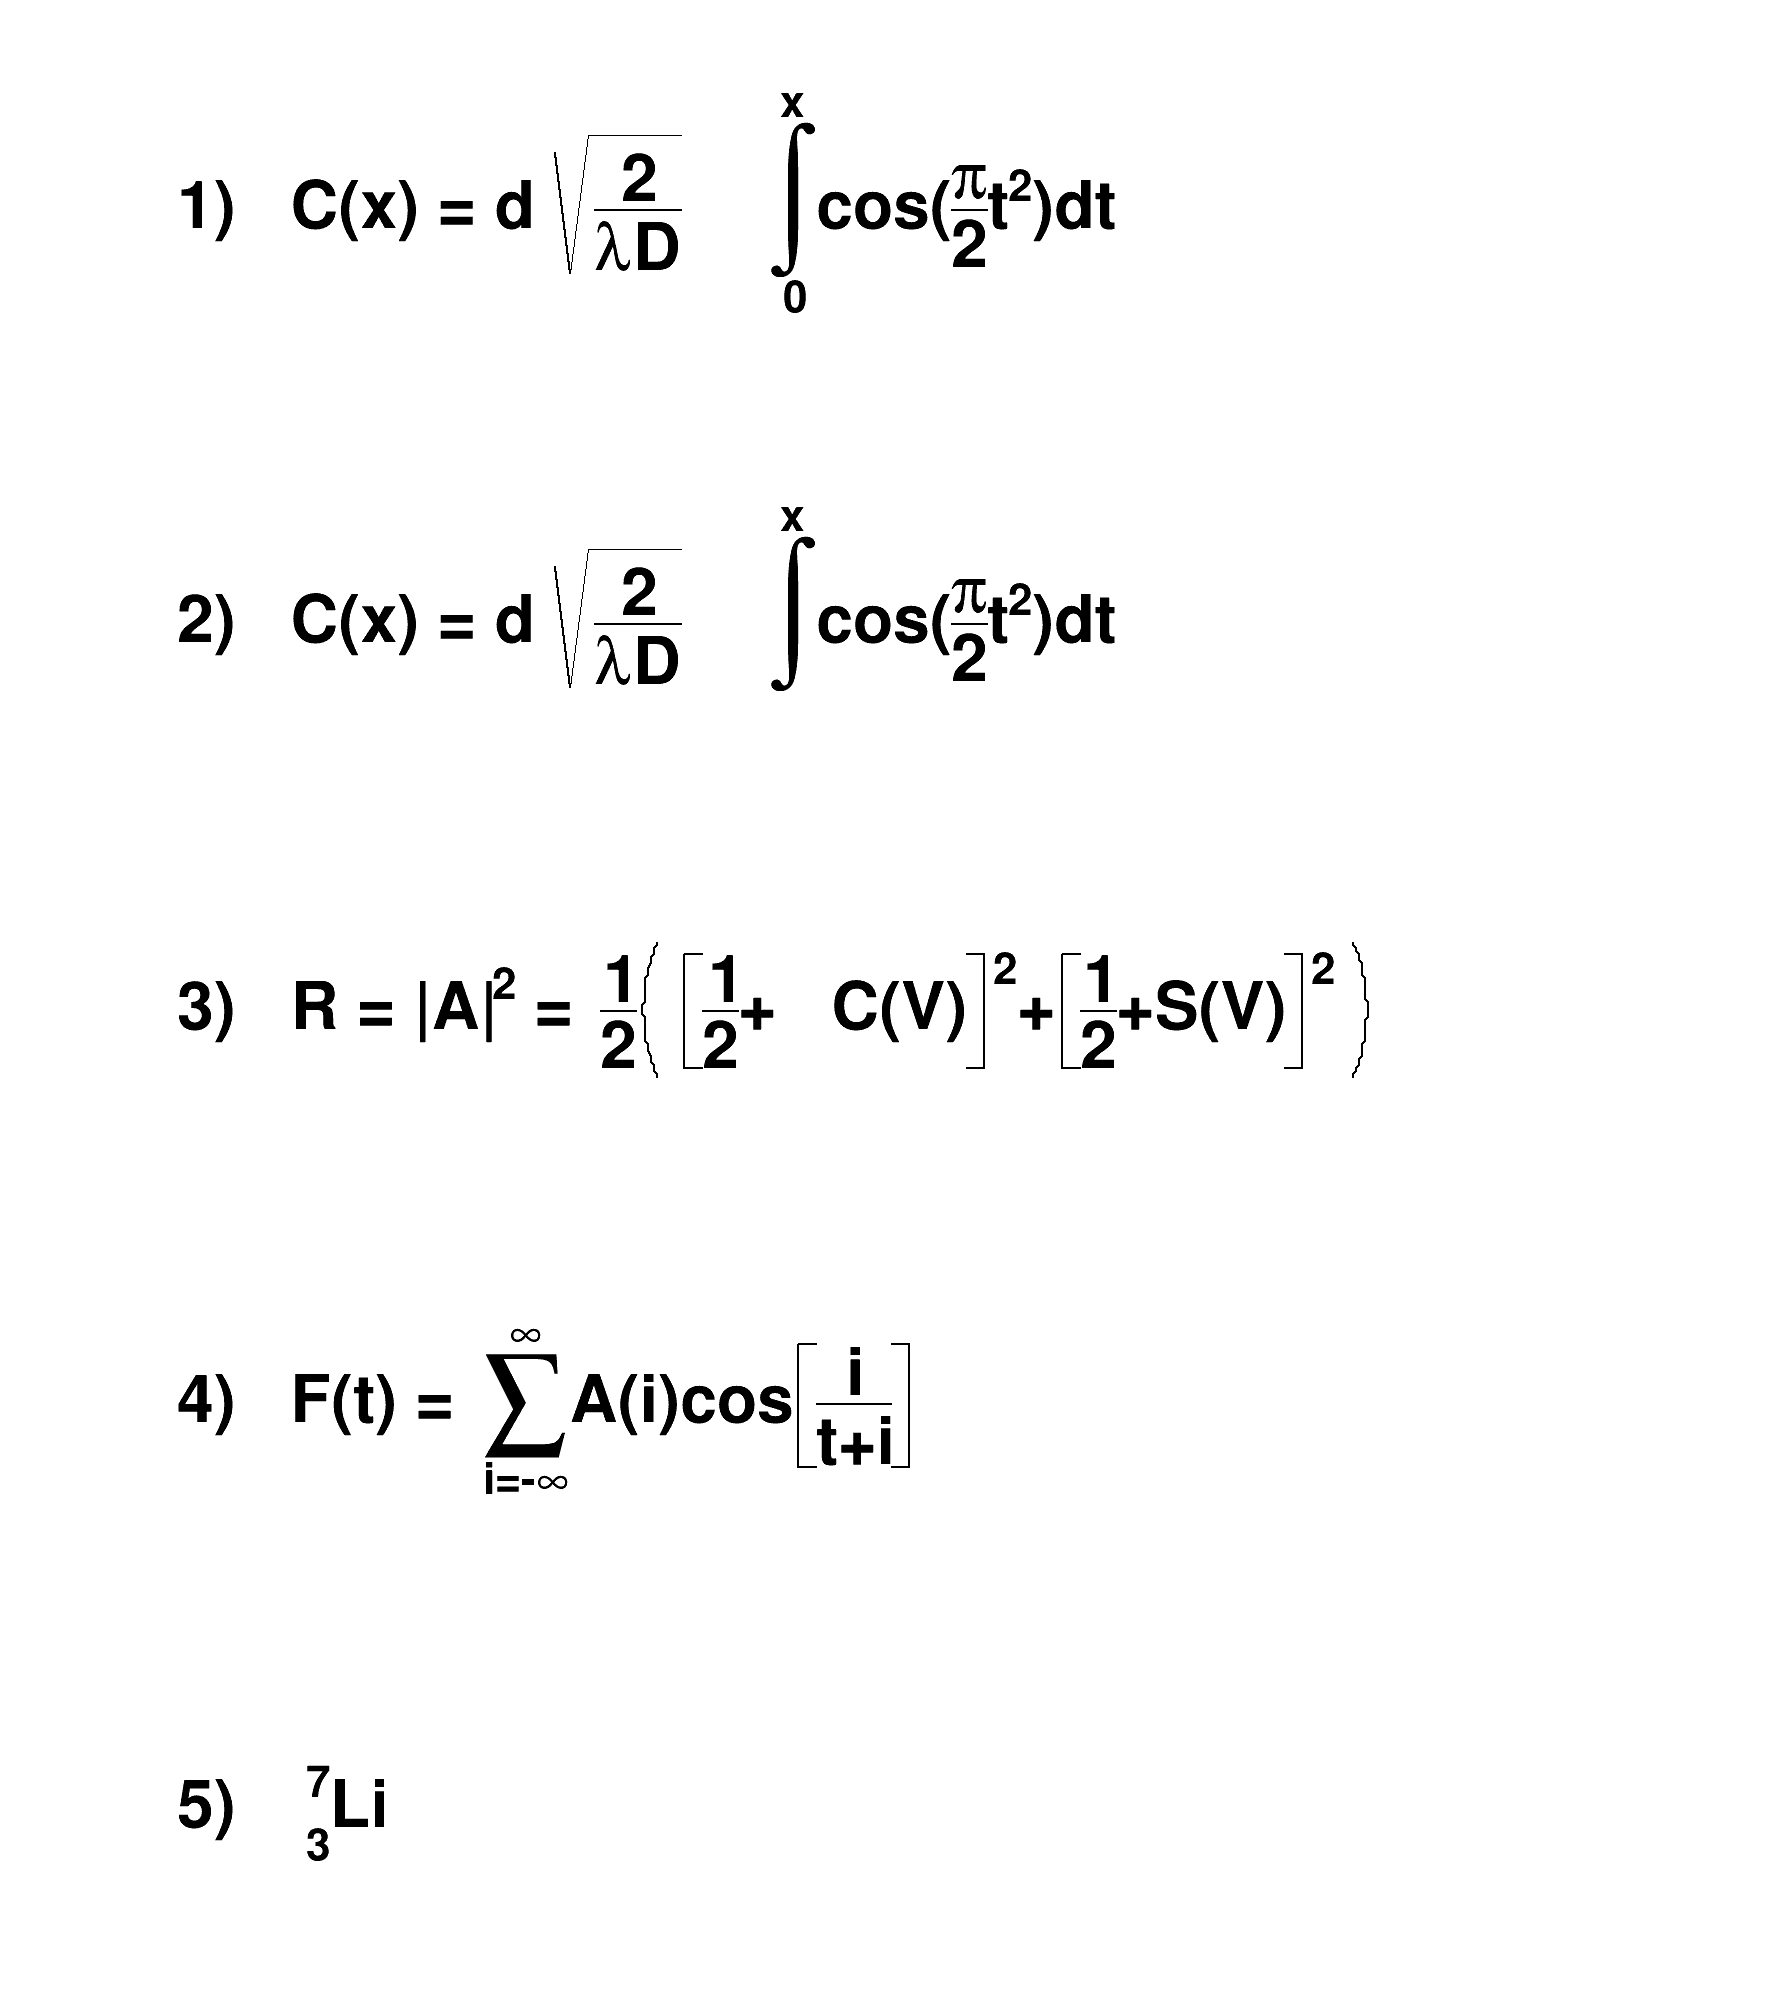 1) C(x) = d √(2/λD) ∫₀ˣ cos(π/2 t²)dt
2) C(x) = d √(2/λD) ∫ˣ cos(π/2 t²)dt
3) R = |A|² = 1/2( [1/2+ C(V)]²+[1/2+S(V)]² )
4) F(t) = ∑_{i=-∞}^{∞} A(i)cos[i/(t+i)]
5) ⁷₃Li